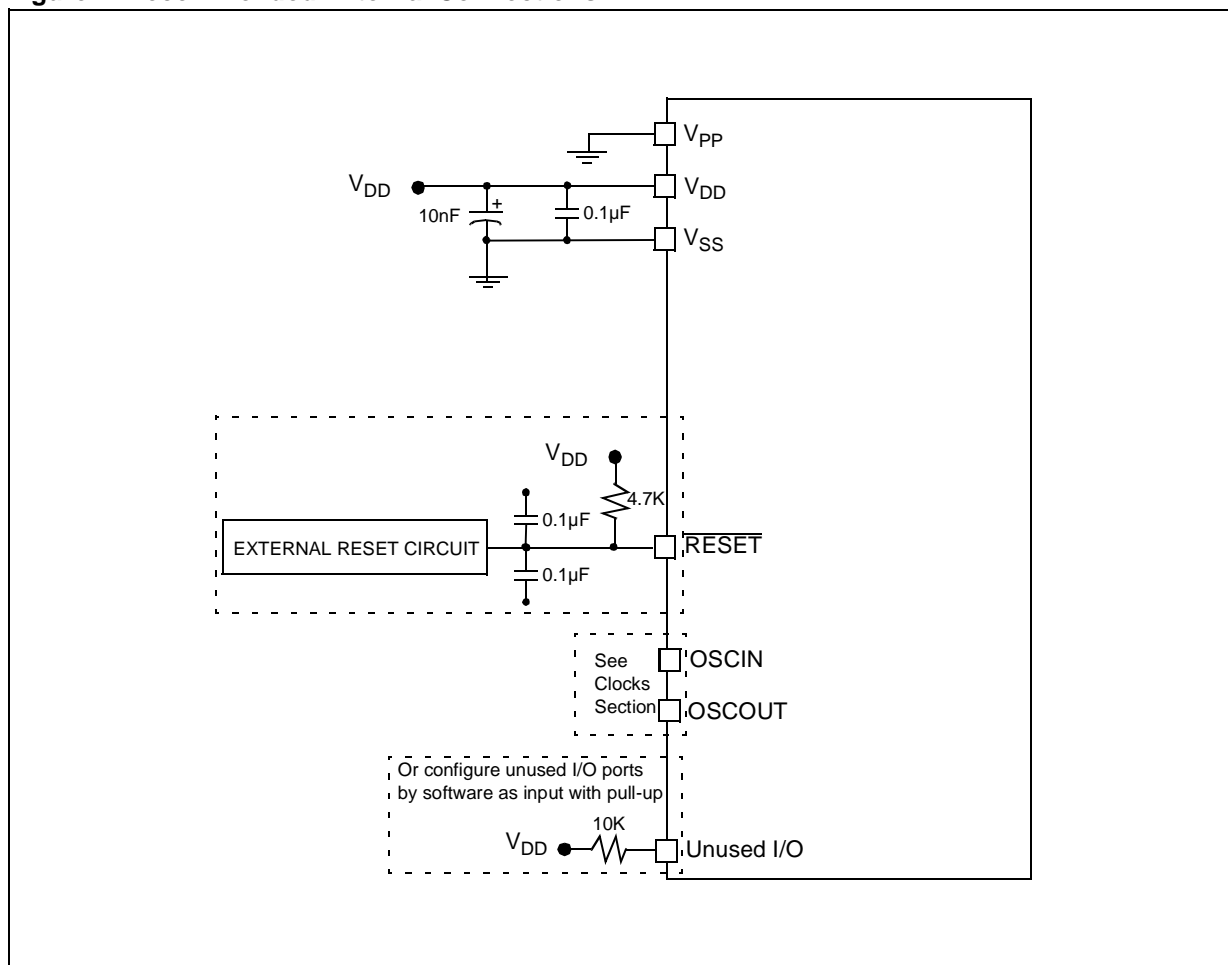 VPP
VDD
VDD
10nF
+
0.1µF
VSS
VDD
4.7K
0.1µF
EXTERNAL RESET CIRCUIT
RESET
0.1µF
See
Clocks
Section
OSCIN
OSCOUT
Or configure unused I/O ports
by software as input with pull-up
10K
VDD
Unused I/O